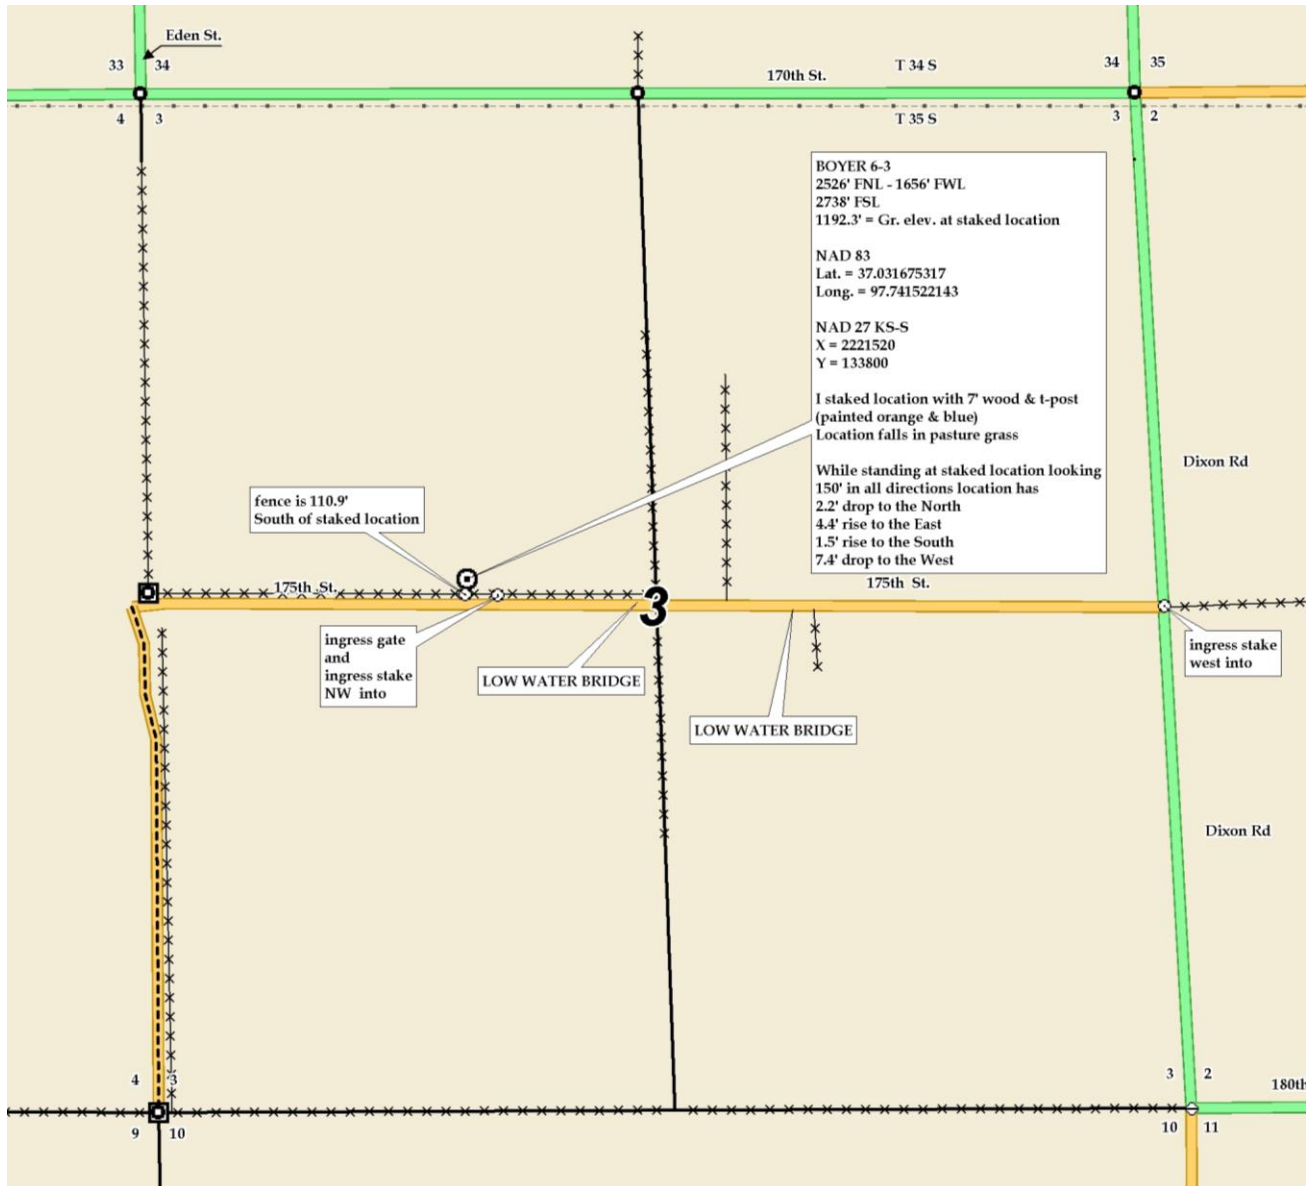 Eden St.
33 34
170th St.
T 34 S
34 35
4 3
T 35 S
3 2
BOYER 6-3
2526' FNL - 1656' FWL
2738' FSL
1192.3' = Gr. elev. at staked location
NAD 83
Lat. = 37.031675317
Long. = 97.741522143
NAD 27 KS-S
X = 2221520
Y = 133800
I staked location with 7' wood & t-post
(painted orange & blue)
Location falls in pasture grass
While standing at staked location looking
150' in all directions location has
2.2' drop to the North
4.4' rise to the East
1.5' rise to the South
7.4' drop to the West
Dixon Rd
fence is 110.9'
South of staked location
175th St.
175th St.
3
ingress gate
and
ingress stake
NW into
LOW WATER BRIDGE
ingress stake
west into
LOW WATER BRIDGE
Dixon Rd
4 3
3 2
180th
9 10
10 11